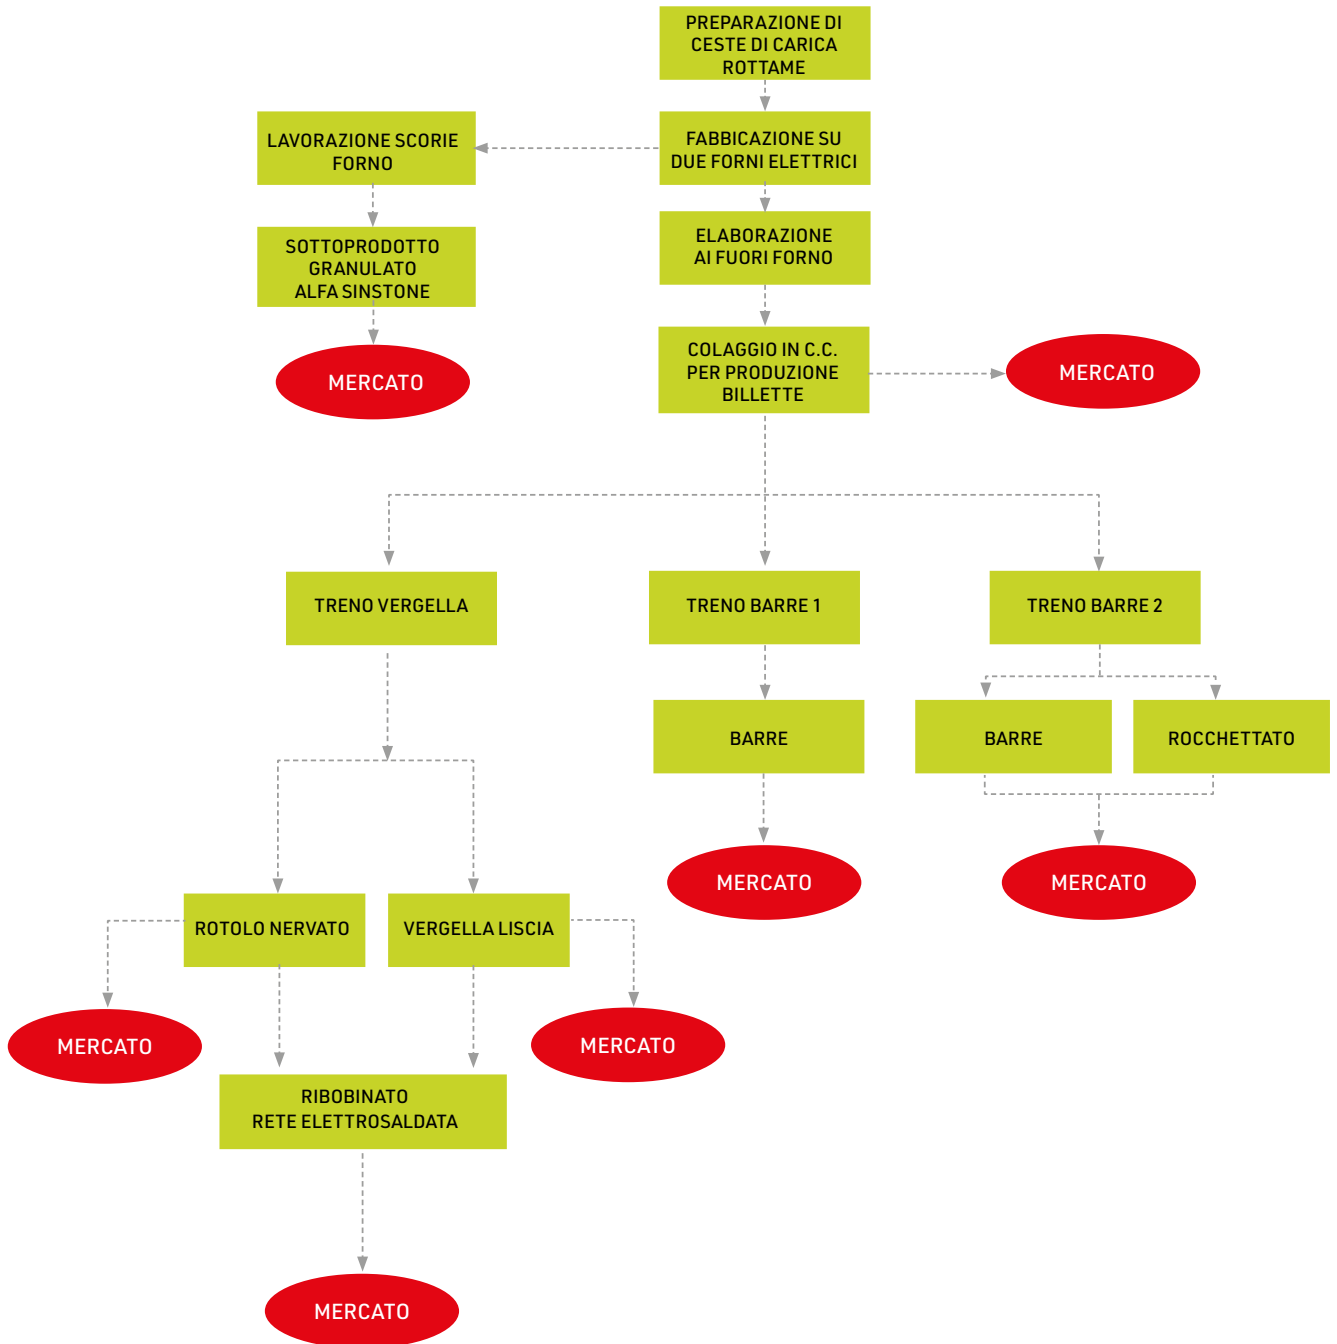 PREPARAZIONE DI
CESTE DI CARICA
ROTTAME
LAVORAZIONE SCORIE
FORNO
FABBICAZIONE SU
DUE FORNI ELETTRICI
SOTTOPRODOTTO
GRANULATO
ALFA SINSTONE
ELABORAZIONE
AI FUORI FORNO
MERCATO
COLAGGIO IN C.C.
PER PRODUZIONE
BILLETTE
MERCATO
TRENO VERGELLA
TRENO BARRE 1
TRENO BARRE 2
BARRE
BARRE
ROCCHETTATO
MERCATO
MERCATO
ROTOLO NERVATO
VERGELLA LISCIA
MERCATO
MERCATO
RIBOBINATO
RETE ELETTROSALDATA
MERCATO